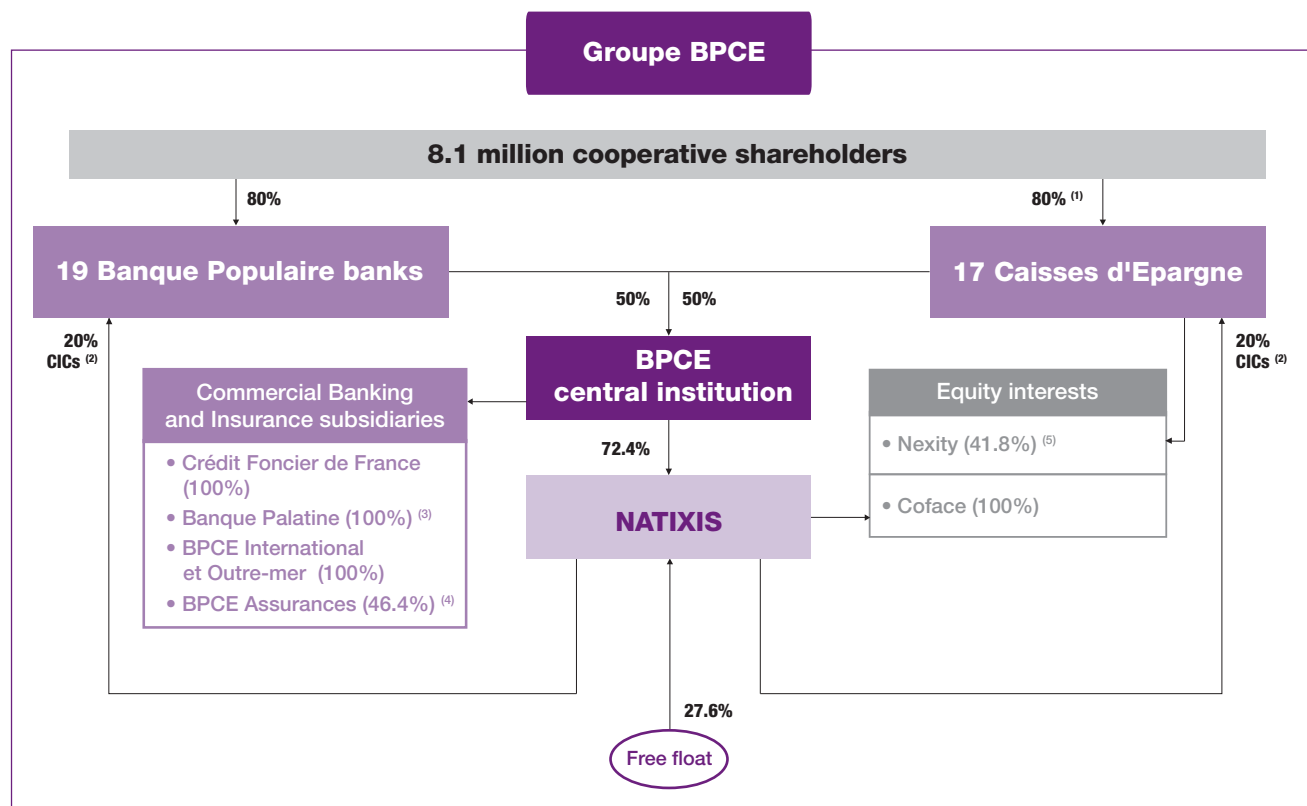 Groupe BPCE
8.1 million cooperative shareholders
80%
80% (1)
19 Banque Populaire banks
17 Caisses d'Epargne
50%
50%
20%
CICs (2)
20%
CICs (2)
BPCE
central institution
Commercial Banking
and Insurance subsidiaries
• Crédit Foncier de France
(100%)
• Banque Palatine (100%) (3)
• BPCE International
et Outre-mer (100%)
• BPCE Assurances (46.4%) (4)
Equity interests
• Nexity (41.8%) (5)
• Coface (100%)
72.4%
NATIXIS
27.6%
Free float